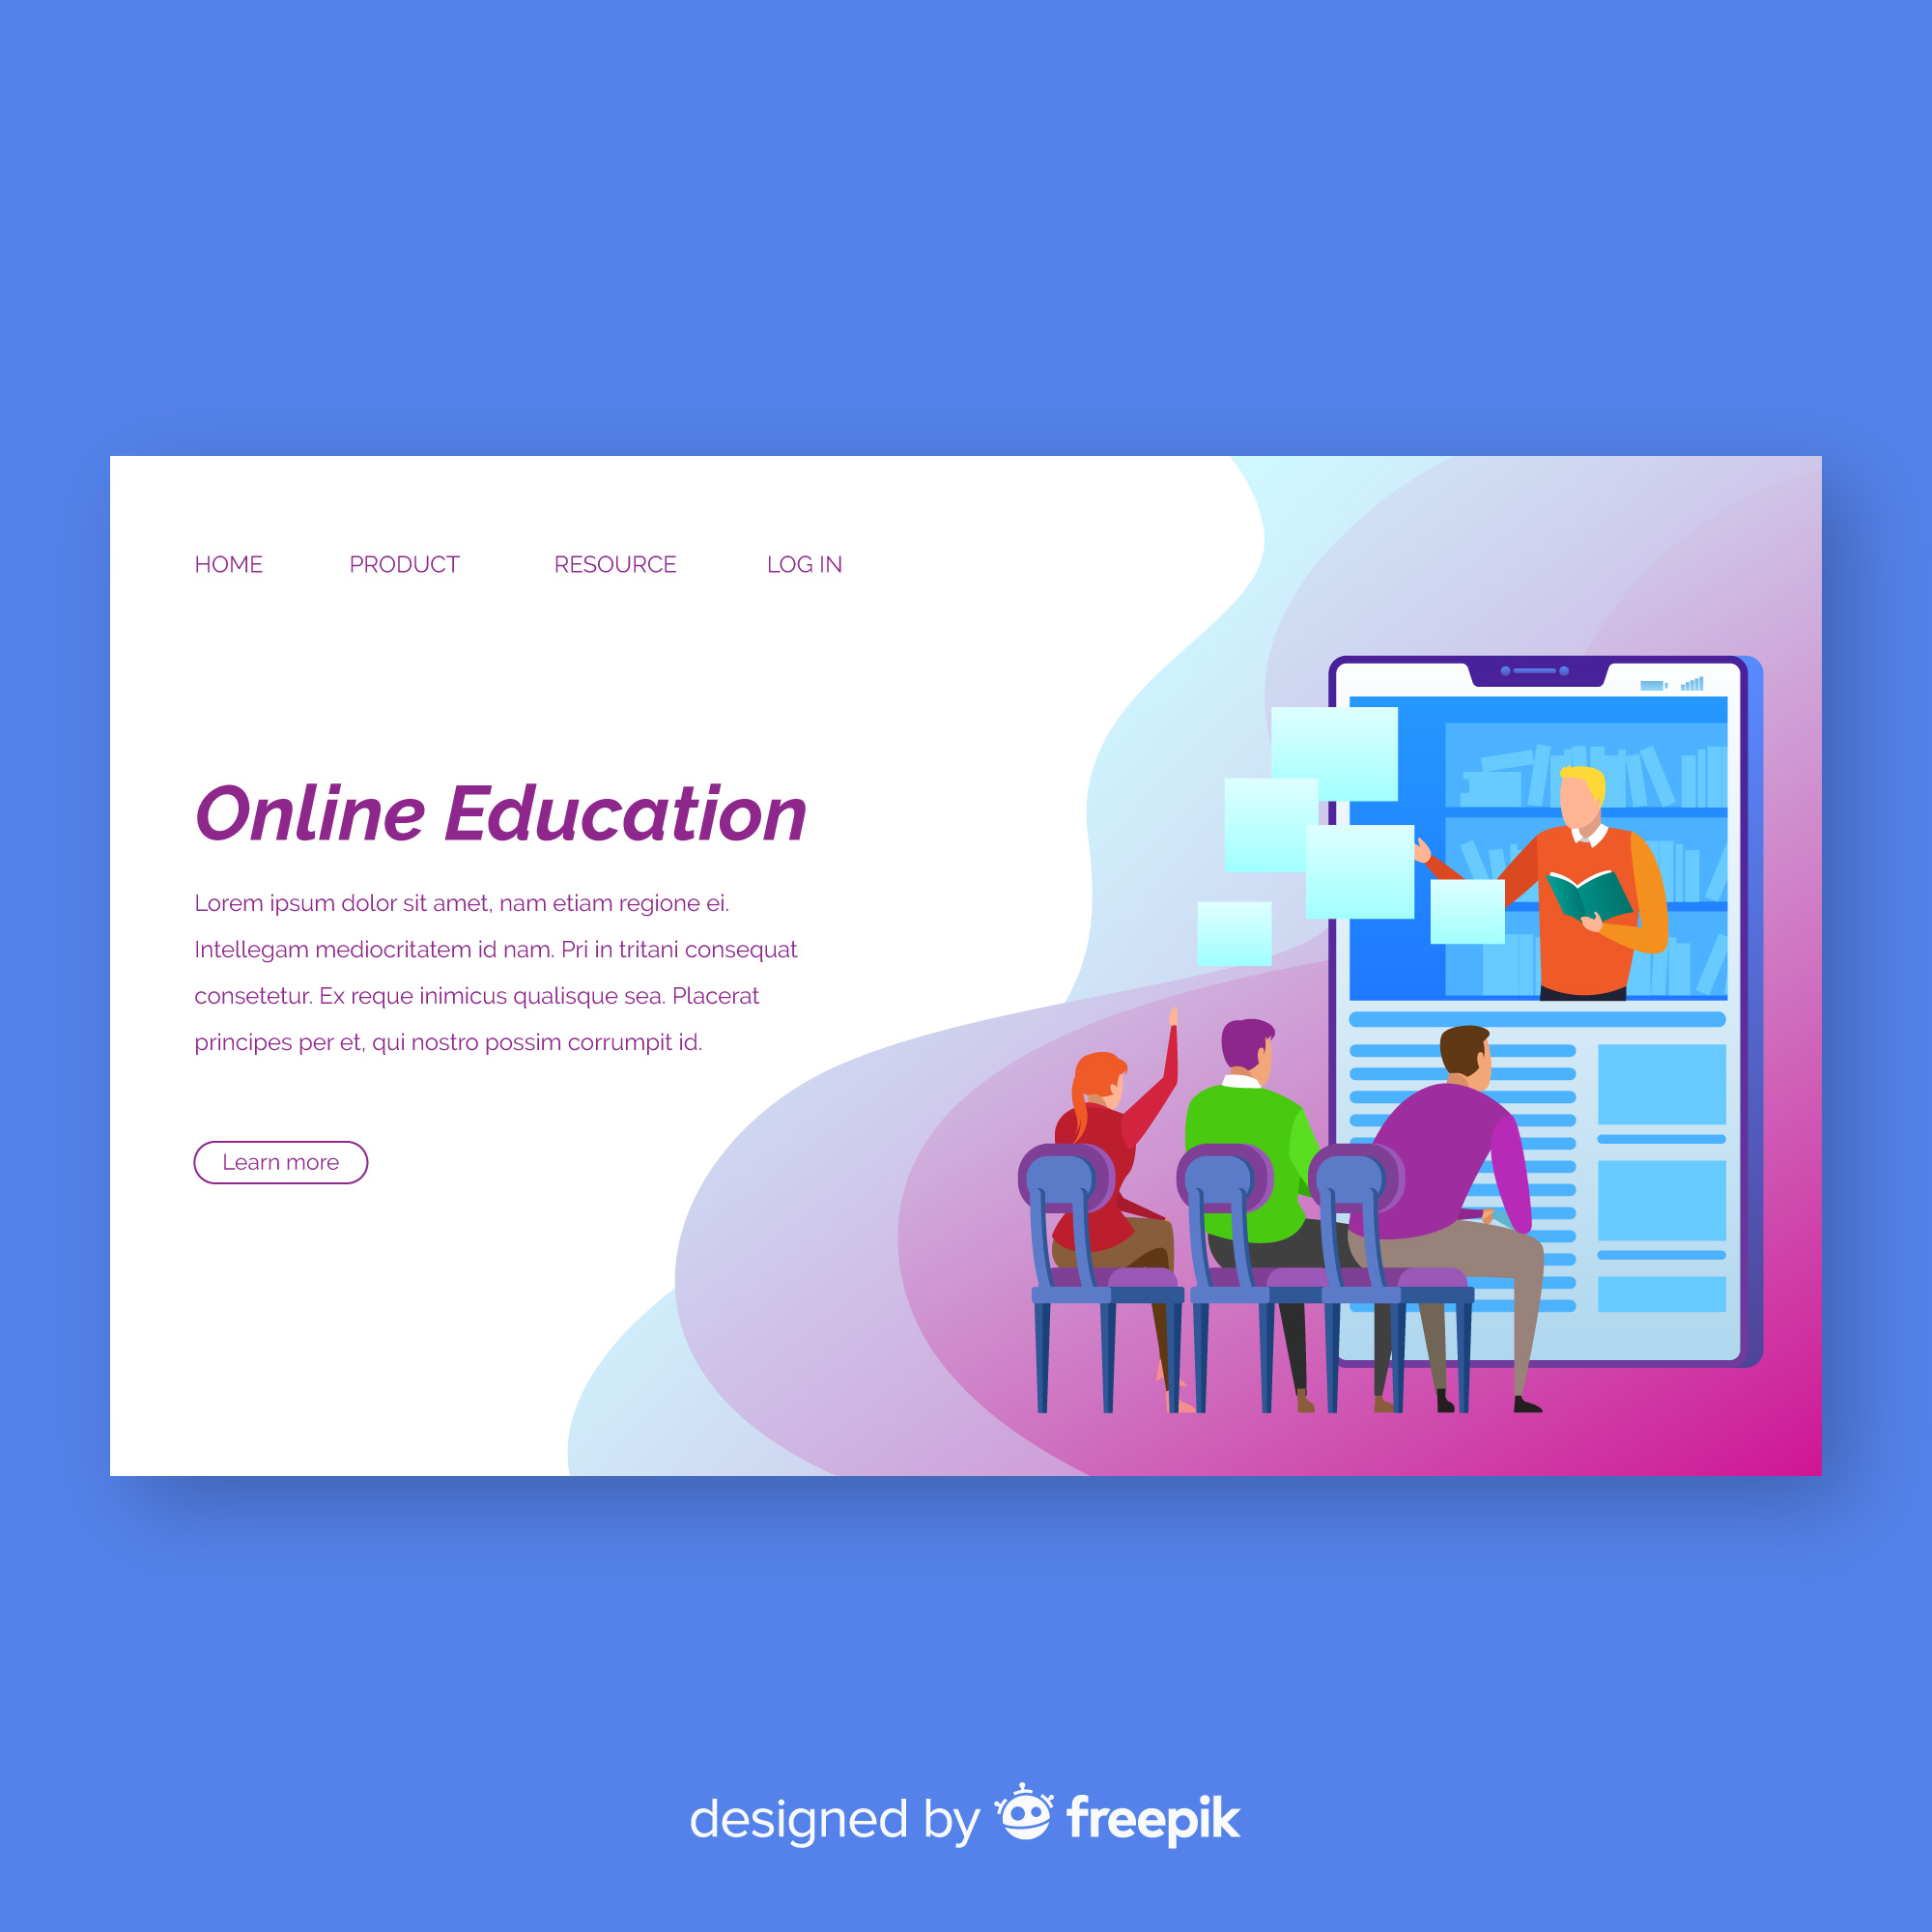 HOME PRODUCT RESOURCE LOG IN
Online Education
Lorem ipsum dolor sit amet, nam etiam regione ei.
Intellegam mediocritatem id nam. Pri in tritani consequat
consetetur. Ex reque inimicus qualisque sea. Placerat
principes per et, qui nostro possim corrumpit id.
Learn more
designed by freepik